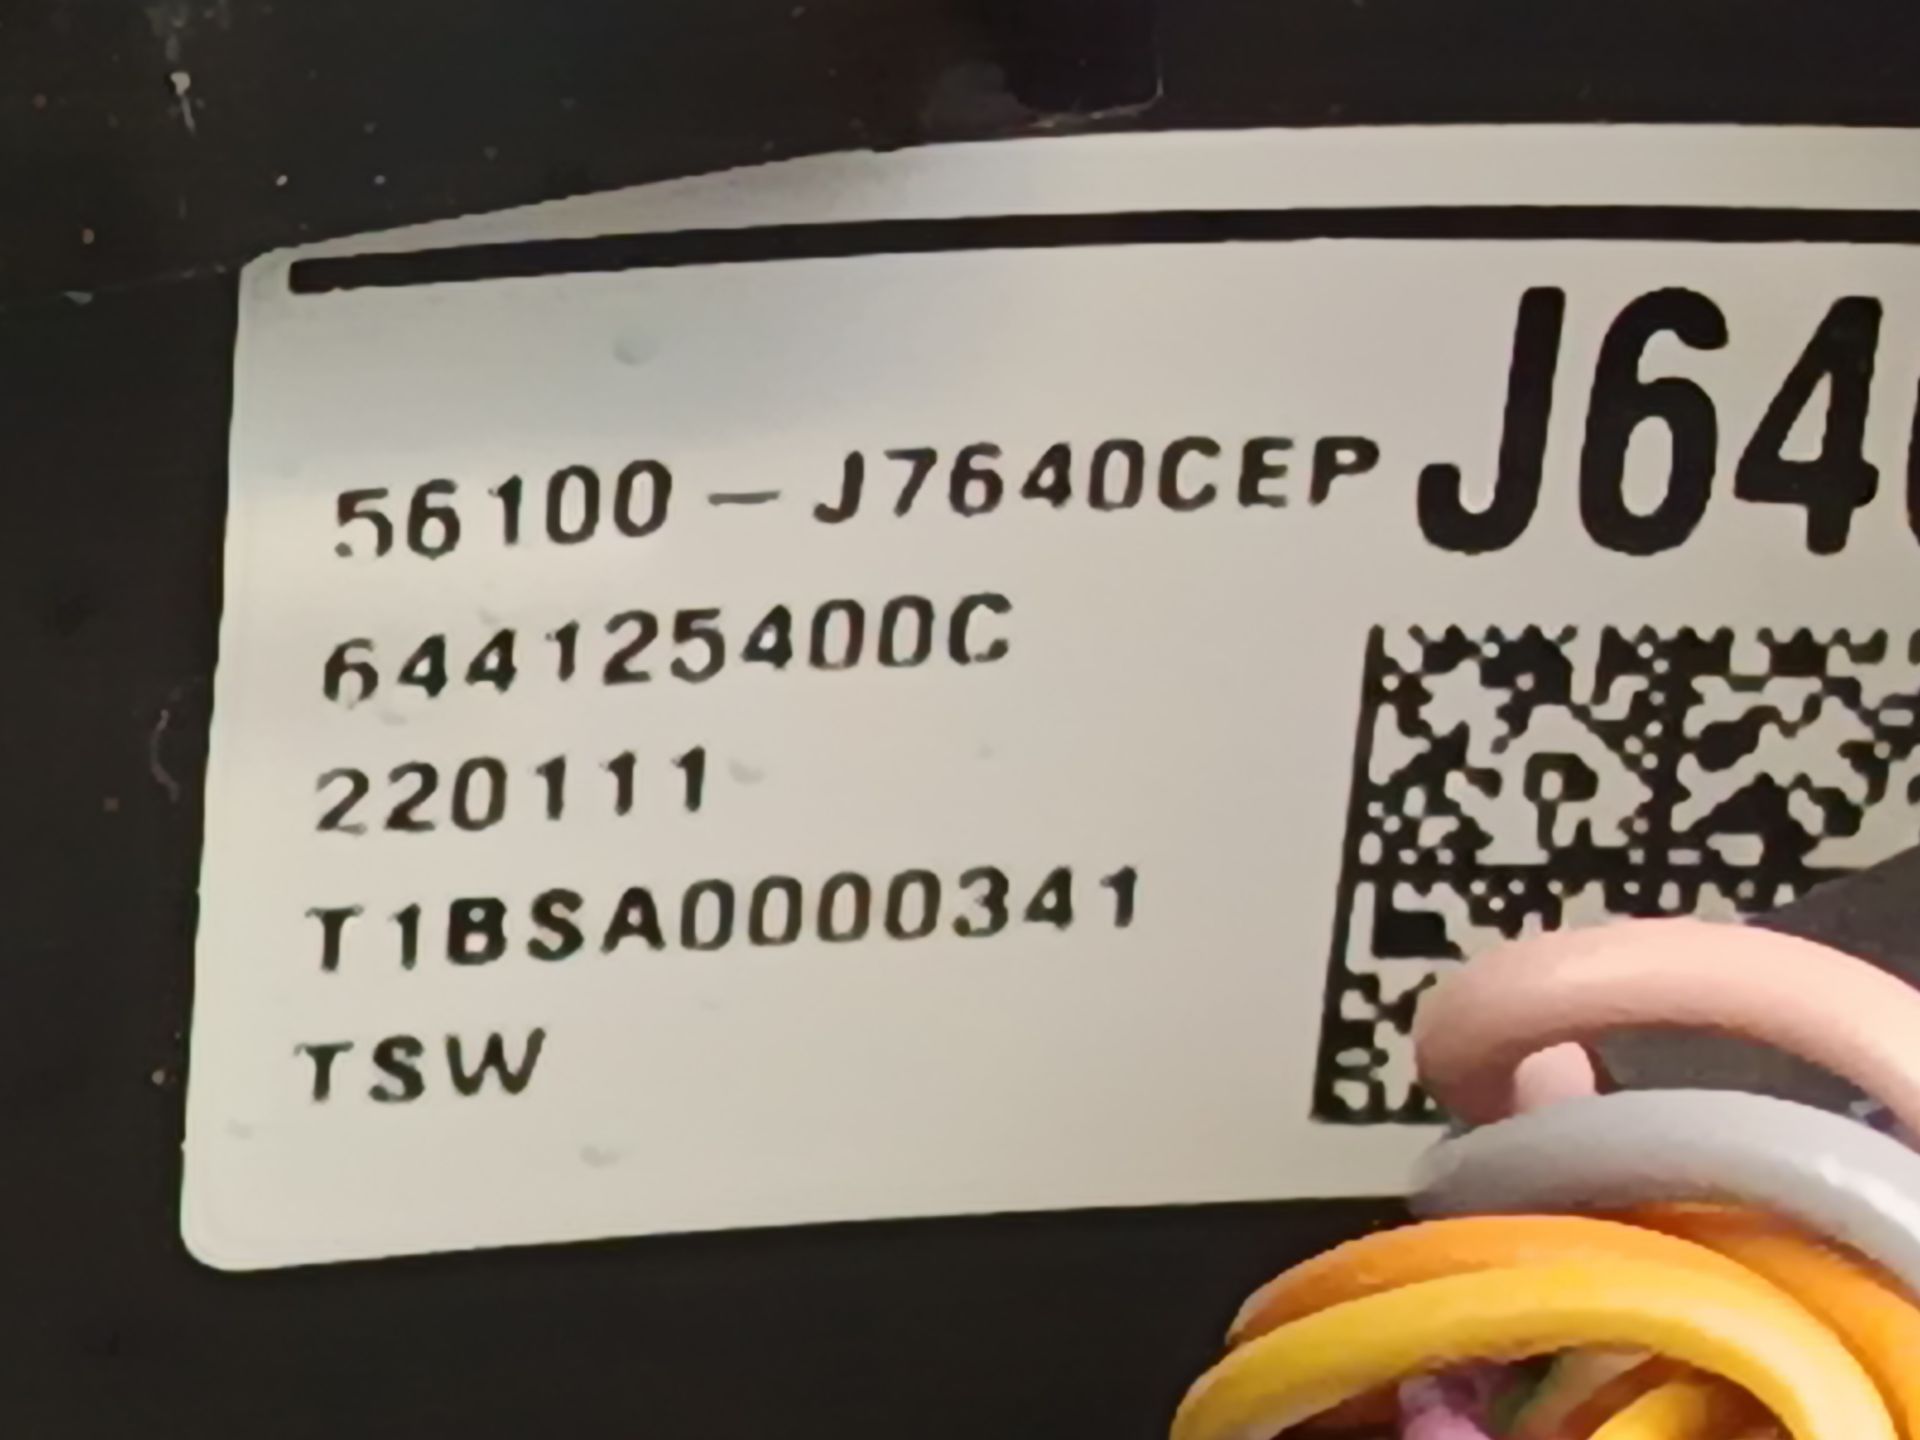 56100-J7640CEP
J64
644125400C
220111
T1BSA0000341
TSW